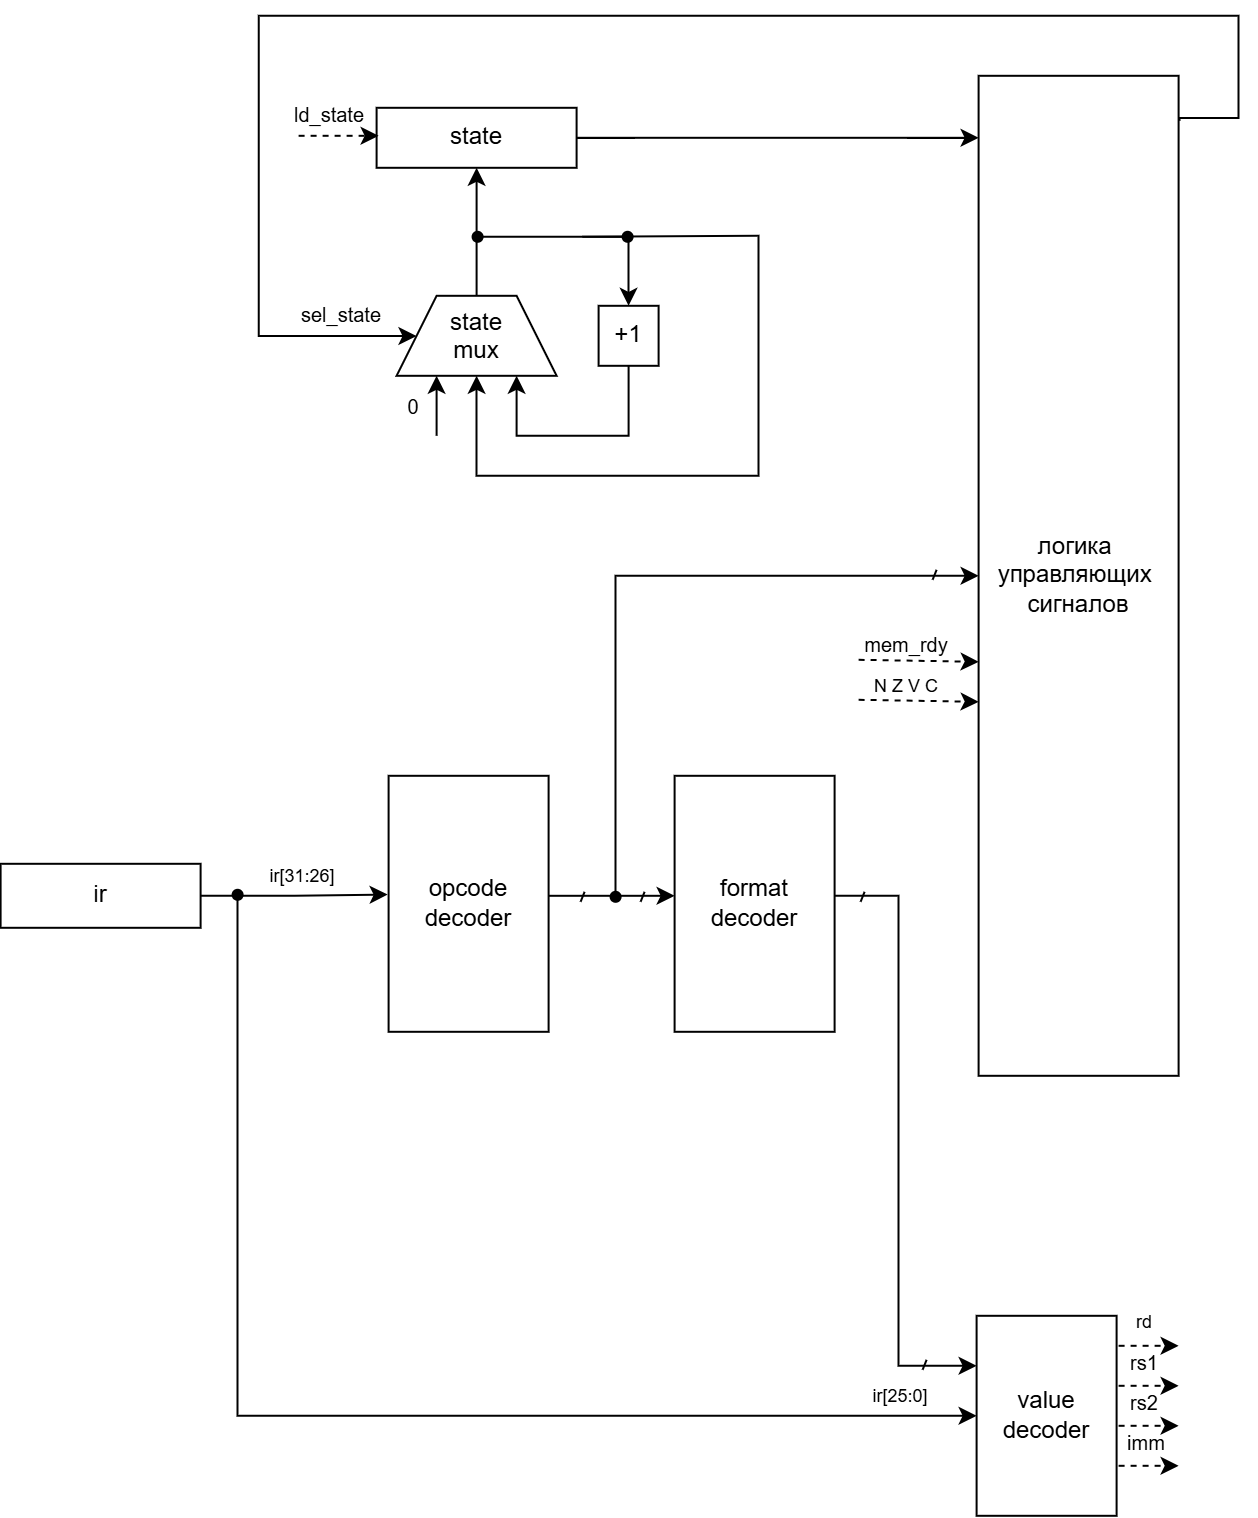 ld_state
state
sel_state
state
mux
+1
0
логика
управляющих
сигналов
mem_rdy
N Z V C
ir
ir[31:26]
opcode
decoder
format
decoder
rd
rs1
rs2
imm
ir[25:0]
value
decoder